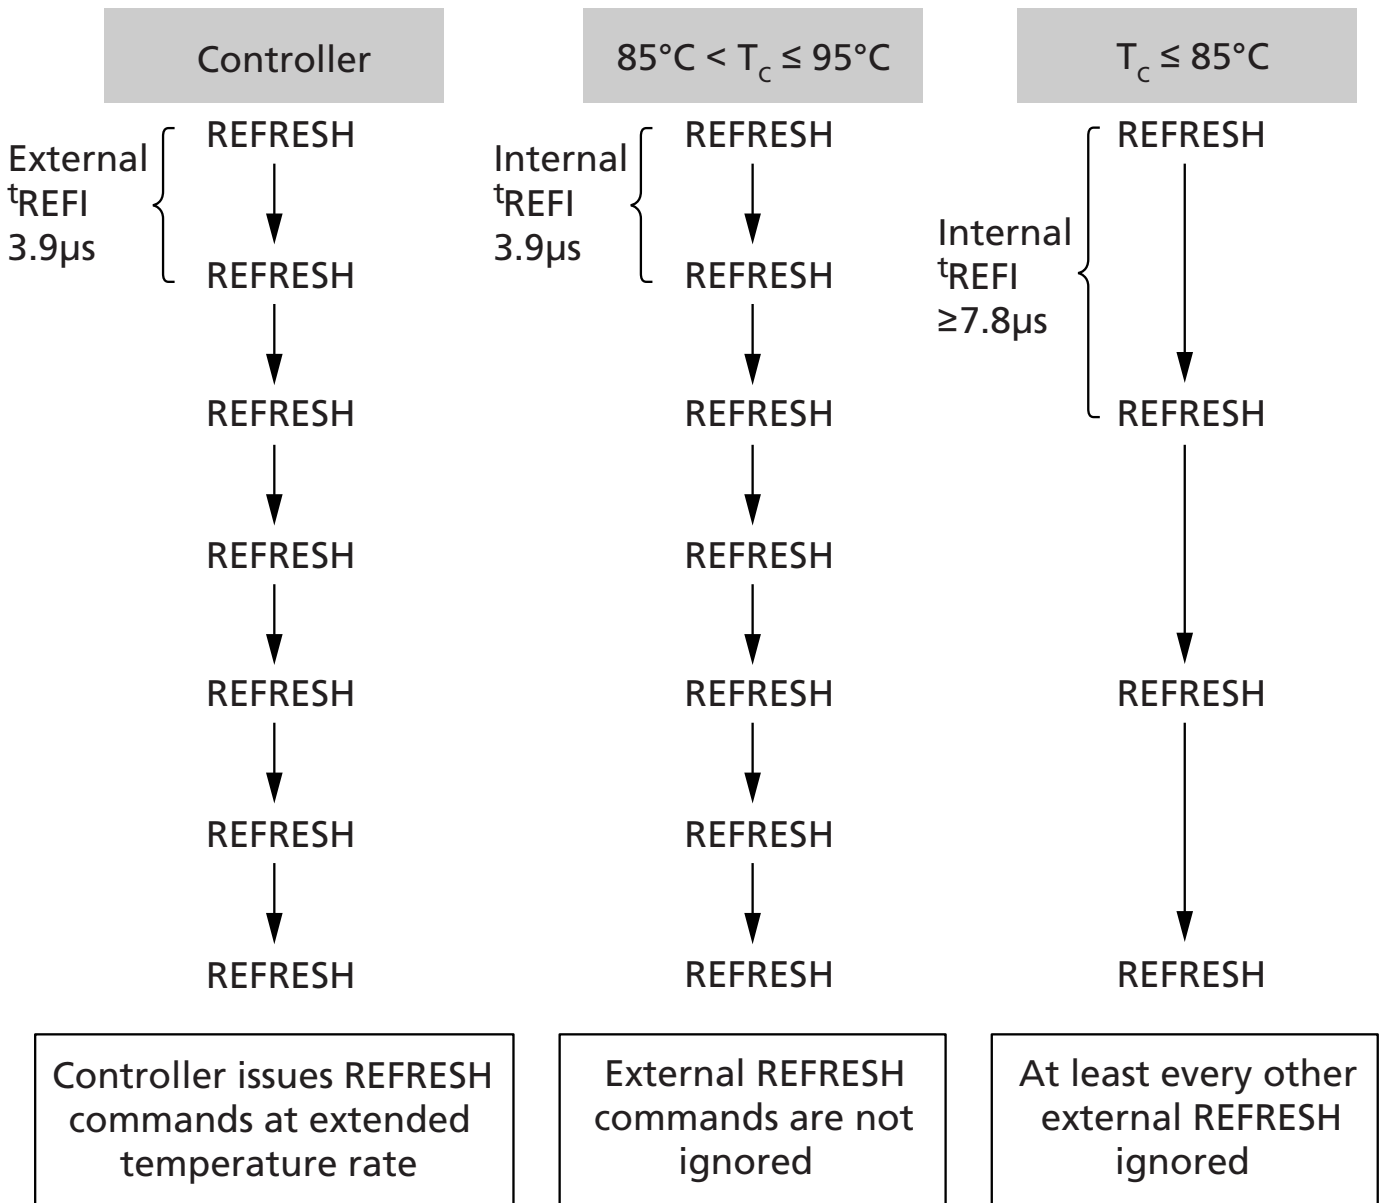 Controller
85°C < TC ≤ 95°C
TC ≤ 85°C
External
tREFI
3.9µs
REFRESH
REFRESH
REFRESH
REFRESH
REFRESH
REFRESH
REFRESH
Controller issues REFRESH
commands at extended
temperature rate
Internal
tREFI
3.9µs
REFRESH
REFRESH
REFRESH
REFRESH
REFRESH
REFRESH
REFRESH
External REFRESH
commands are not
ignored
Internal
tREFI
≥7.8µs
REFRESH
REFRESH
REFRESH
REFRESH
At least every other
external REFRESH
ignored